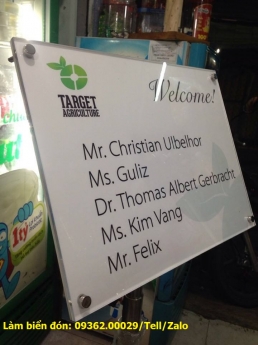 TARGET
AGRICULTURE
Welcome!
Mr. Christian Ulbelhor
Ms. Guliz
Dr. Thomas Albert Gerbracht
Ms. Kim Vang
Mr. Felix
Làm biển đón: 09362.00029/Tell/Zalo